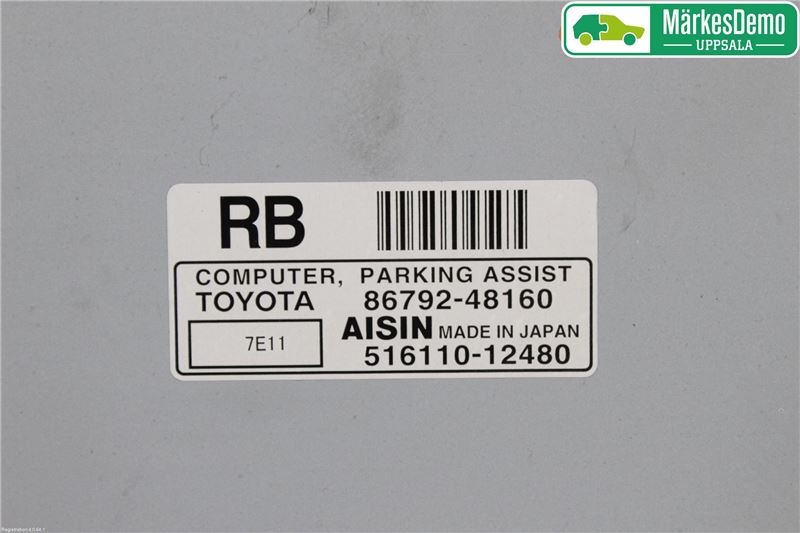 MärkesDemo
UPPSALA
RB
COMPUTER, PARKING ASSIST
TOYOTA 86792-48160
7E11
AISIN MADE IN JAPAN
516110-12480